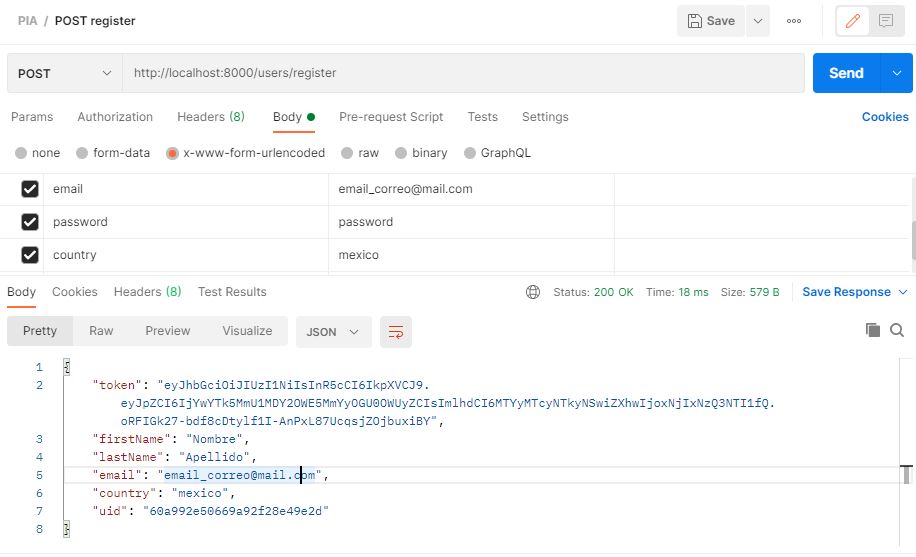 PIA / POST register
Save
POST
http://localhost:8000/users/register
Send
Params Authorization Headers (8) Body Pre-request Script Tests Settings Cookies
none form-data x-www-form-urlencoded raw binary GraphQL
email email_correo@mail.com
password password
country mexico
Body Cookies Headers (8) Test Results Status: 200 OK Time: 18 ms Size: 579 B Save Response
Pretty Raw Preview Visualize JSON
1 {
2 "token": "eyJhbGciOiJIUzI1NiIsInR5cCI6IkpXVCJ9.
eyJpZCI6IjYwYTk5MmU1MDY2OWE5MmYyOGU0OWUyZCIsImlhdCI6MTYyMTcyNTkyNSwiZXhwIjoxNjIxNzQ3NTI1fQ.
oRFIGk27-bdf8cDtylf1I-AnPxL87UcqsjZOjbuxiBY",
3 "firstName": "Nombre",
4 "lastName": "Apellido",
5 "email": "email_correo@mail.com",
6 "country": "mexico",
7 "uid": "60a992e50669a92f28e49e2d"
8 }